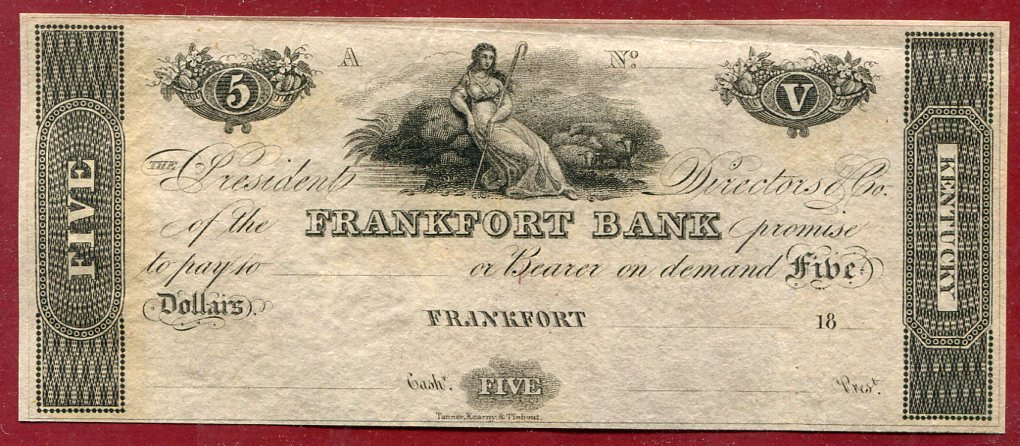 A No.
5 V
THE President Directors & Co.
of the FRANKFORT BANK promise
to pay to or Bearer on demand Five
Dollars.
FRANKFORT 18
Cashr. FIVE Prest.
Tanner, Kearny & Tiebout.
FIVE
KENTUCKY